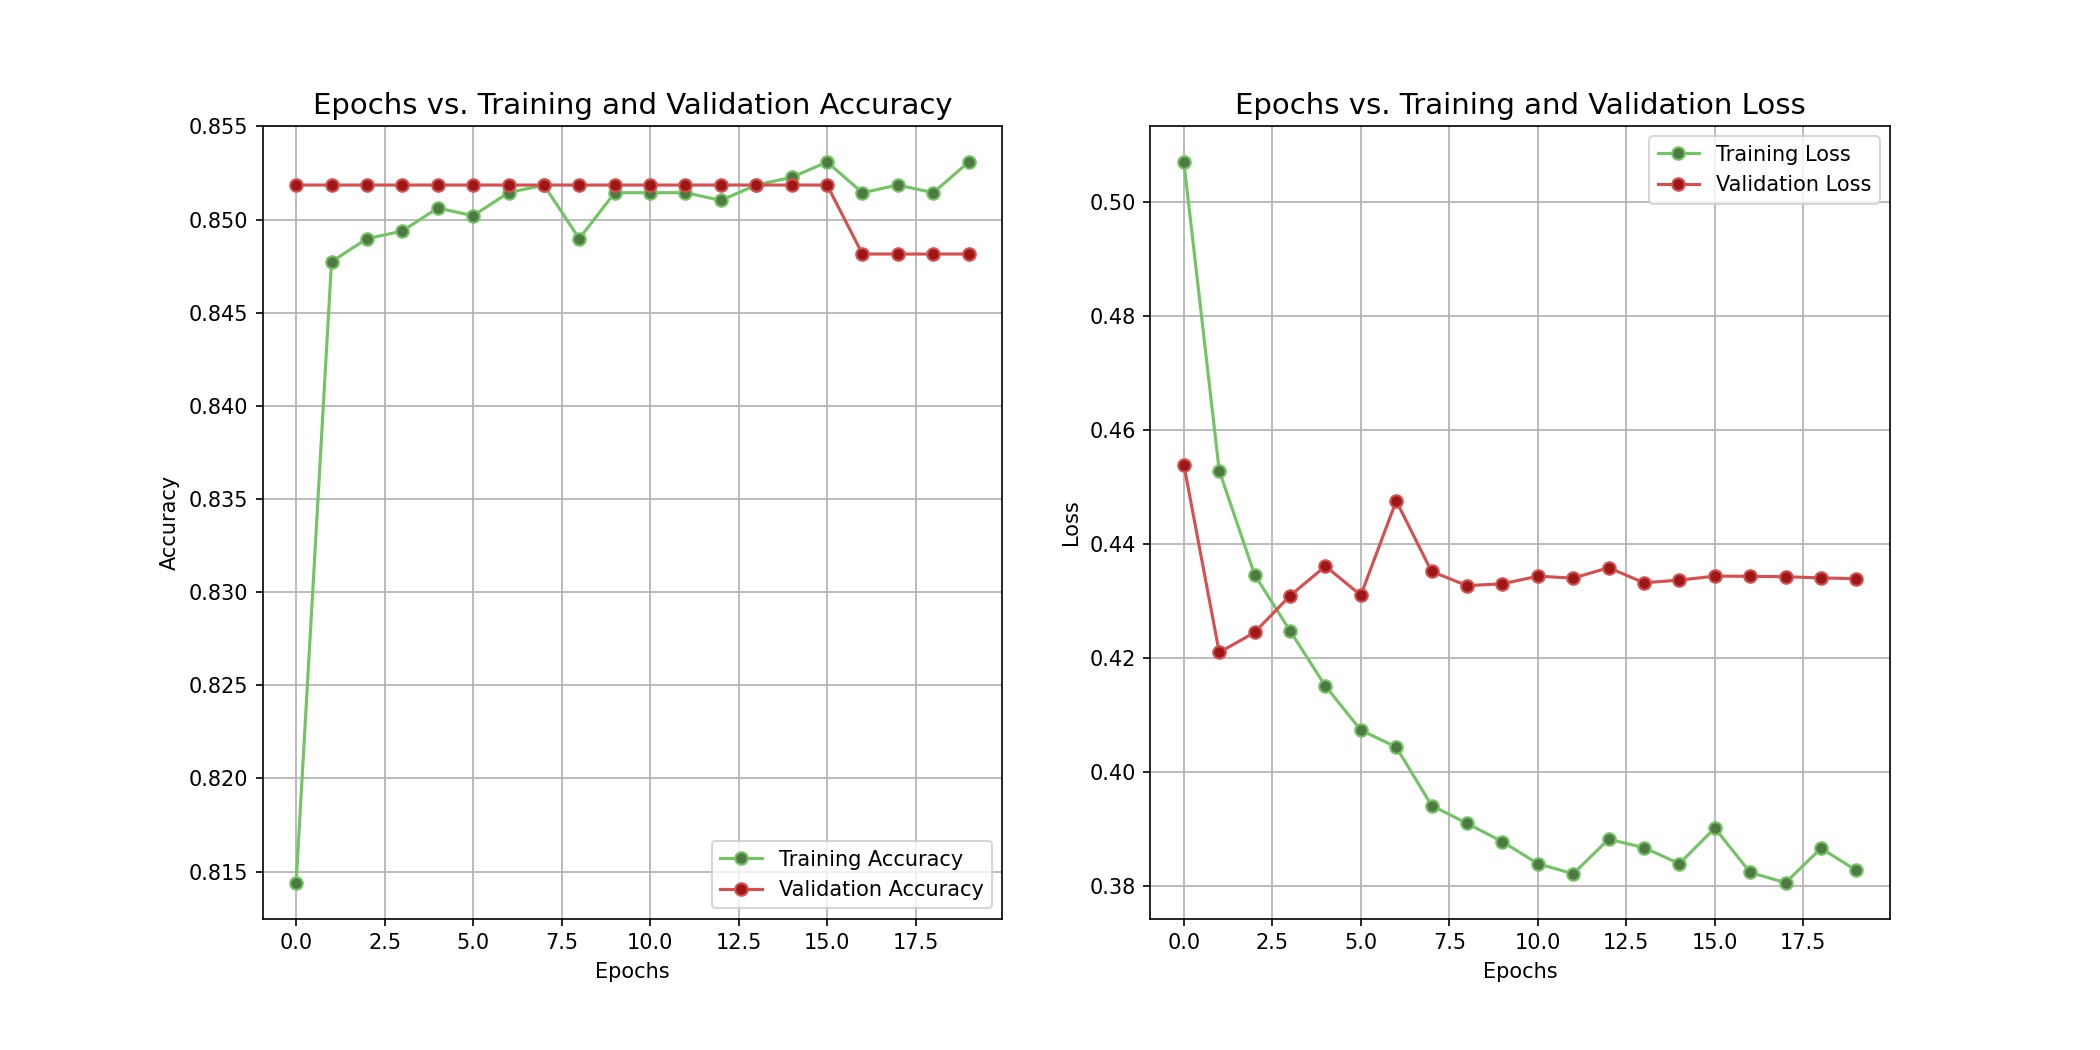 Epochs vs. Training and Validation Accuracy
0.855
0.850
0.845
0.840
0.835
0.830
0.825
0.820
0.815
Accuracy
Training Accuracy
Validation Accuracy
0.0 2.5 5.0 7.5 10.0 12.5 15.0 17.5
Epochs
Epochs vs. Training and Validation Loss
Training Loss
Validation Loss
0.50
0.48
0.46
0.44
0.42
0.40
0.38
Loss
0.0 2.5 5.0 7.5 10.0 12.5 15.0 17.5
Epochs